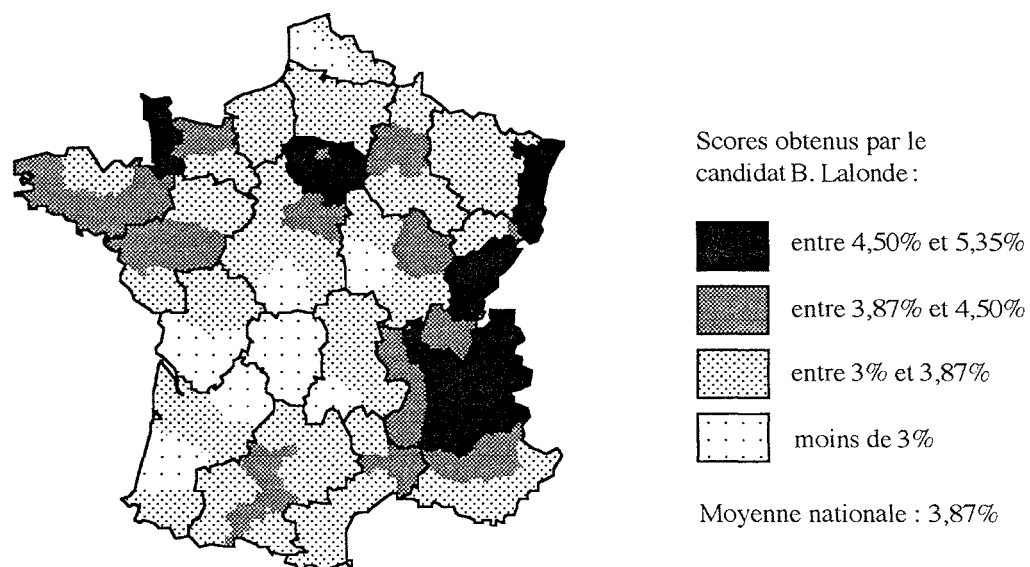 Scores obtenus par le
candidat B. Lalonde :
entre 4,50% et 5,35%
entre 3,87% et 4,50%
entre 3% et 3,87%
moins de 3%
Moyenne nationale : 3,87%